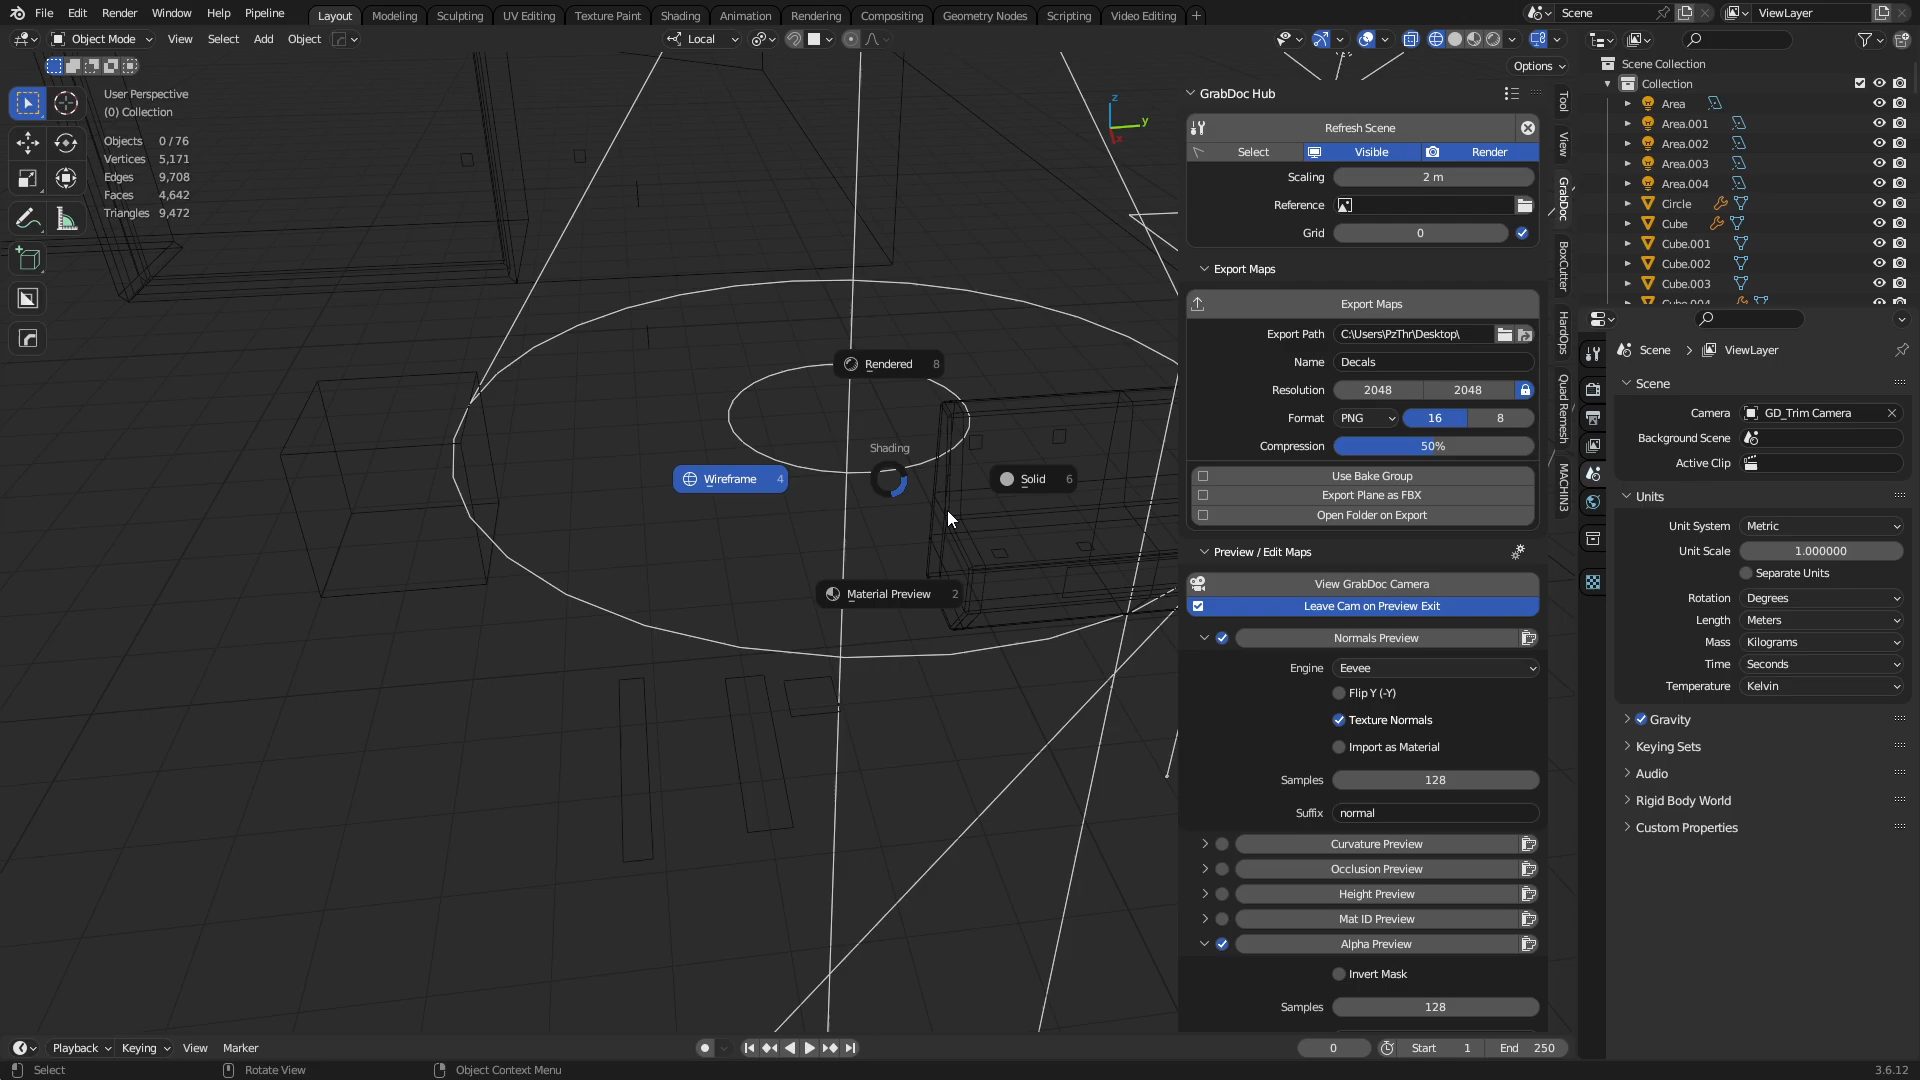 File Edit Render Window Help Pipeline Layout Modeling Sculpting UV Editing Texture Paint Shading Animation Rendering Compositing Geometry Nodes Scripting Video Editing Scene ViewLayer
Object Mode View Select Add Object Local
Options
User Perspective
(0) Collection
Objects 0/76
Vertices 5,171
Edges 9,708
Faces 4,642
Triangles 9,472
z
y
x
Rendered 8
Shading
Wireframe 4
Solid 6
Material Preview 2
GrabDoc Hub
Refresh Scene
Select Visible Render
Scaling 2 m
Reference
Grid 0
Export Maps
Export Maps
Export Path C:\Users\PzThr\Desktop\
Name Decals
Resolution 2048 2048
Format PNG 16 8
Compression 50%
Use Bake Group
Export Plane as FBX
Open Folder on Export
Preview / Edit Maps
View GrabDoc Camera
Leave Cam on Preview Exit
Normals Preview
Engine Eevee
Flip Y (-Y)
Texture Normals
Import as Material
Samples 128
Suffix normal
Curvature Preview
Occlusion Preview
Height Preview
Mat ID Preview
Alpha Preview
Invert Mask
Samples 128
Tool
View
GrabDoc
BoxCutter
HardOps
Quad Remesh
MACHIN3
Scene Collection
Collection
Area
Area.001
Area.002
Area.003
Area.004
Circle
Cube
Cube.001
Cube.002
Cube.003
Cube.004
Scene ViewLayer
Scene
Camera GD_Trim Camera
Background Scene
Active Clip
Units
Unit System Metric
Unit Scale 1.000000
Separate Units
Rotation Degrees
Length Meters
Mass Kilograms
Time Seconds
Temperature Kelvin
Gravity
Keying Sets
Audio
Rigid Body World
Custom Properties
Playback Keying View Marker 0 Start 1 End 250
Select Rotate View Object Context Menu 3.6.12